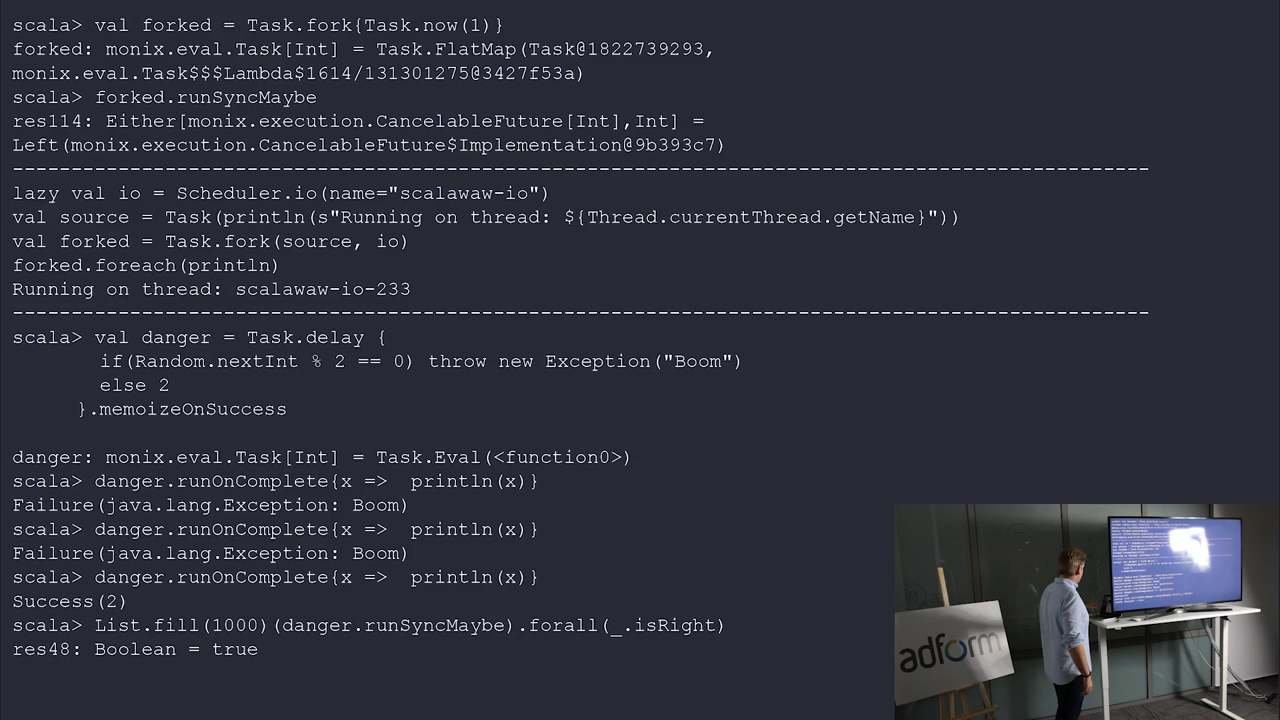 scala> val forked = Task.fork{Task.now(1)}
forked: monix.eval.Task[Int] = Task.FlatMap(Task@1822739293,
monix.eval.Task$$$Lambda$1614/131301275@3427f53a)
scala> forked.runSyncMaybe
res114: Either[monix.execution.CancelableFuture[Int],Int] =
Left(monix.execution.CancelableFuture$Implementation@9b393c7)
-------------------------------------------------------------------------------------------------
lazy val io = Scheduler.io(name="scalawaw-io")
val source = Task(println(s"Running on thread: ${Thread.currentThread.getName}"))
val forked = Task.fork(source, io)
forked.foreach(println)
Running on thread: scalawaw-io-233
-------------------------------------------------------------------------------------------------
scala> val danger = Task.delay {
if(Random.nextInt % 2 == 0) throw new Exception("Boom")
else 2
}.memoizeOnSuccess
danger: monix.eval.Task[Int] = Task.Eval(<function0>)
scala> danger.runOnComplete{x =>  println(x)}
Failure(java.lang.Exception: Boom)
scala> danger.runOnComplete{x =>  println(x)}
Failure(java.lang.Exception: Boom)
scala> danger.runOnComplete{x =>  println(x)}
Success(2)
scala> List.fill(1000)(danger.runSyncMaybe).forall(_.isRight)
res48: Boolean = true
adform